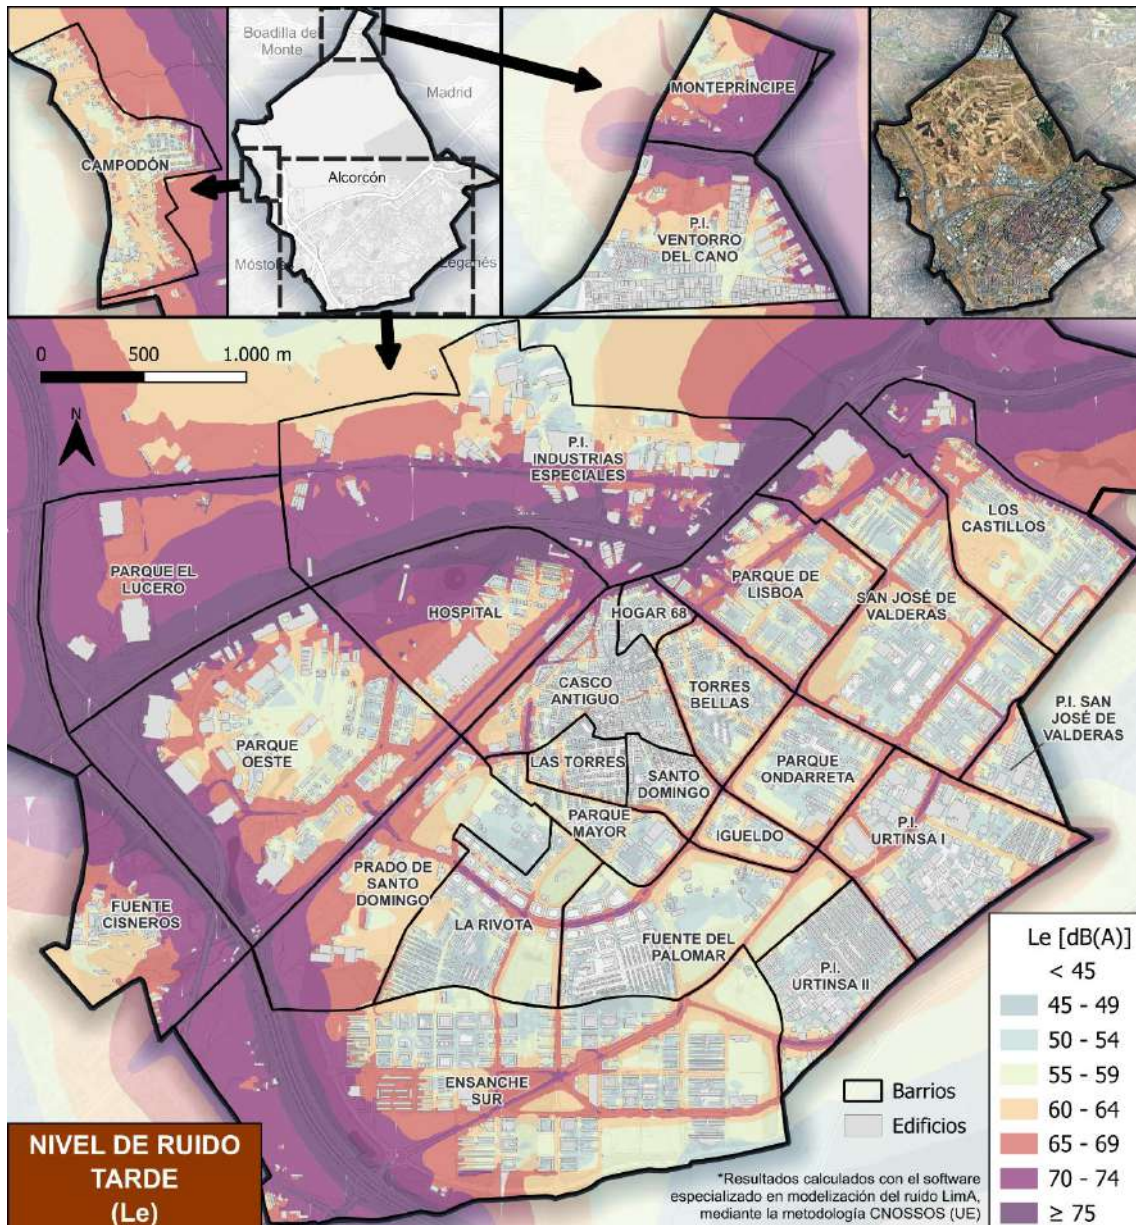 Boadilla de
Monte
Madrid
Alcorcón
Móstoles
Leganés
CAMPODÓN
MONTEPRÍNCIPE
P.I.
VENTORRO
DEL CANO
0 500 1.000 m
N
P.I.
INDUSTRIAS
ESPECIALES
LOS
CASTILLOS
PARQUE EL
LUCERO
HOSPITAL
HOGAR 68
PARQUE DE
LISBOA
SAN JOSÉ DE
VALDERAS
CASCO
ANTIGUO
TORRES
BELLAS
P.I. SAN
JOSÉ DE
VALDERAS
PARQUE
OESTE
LAS TORRES
SANTO
DOMINGO
PARQUE
ONDARRETA
PARQUE
MAYOR
IGUELDO
P.I.
URTINSA I
PRADO DE
SANTO
DOMINGO
FUENTE
CISNEROS
LA RIVOTA
FUENTE DEL
PALOMAR
P.I.
URTINSA II
ENSANCHE
SUR
Barrios
Edificios
Le [dB(A)]
< 45
45 - 49
50 - 54
55 - 59
60 - 64
65 - 69
70 - 74
≥ 75
NIVEL DE RUIDO
TARDE
(Le)
*Resultados calculados con el software
especializado en modelización del ruido LimA,
mediante la metodología CNOSSOS (UE)